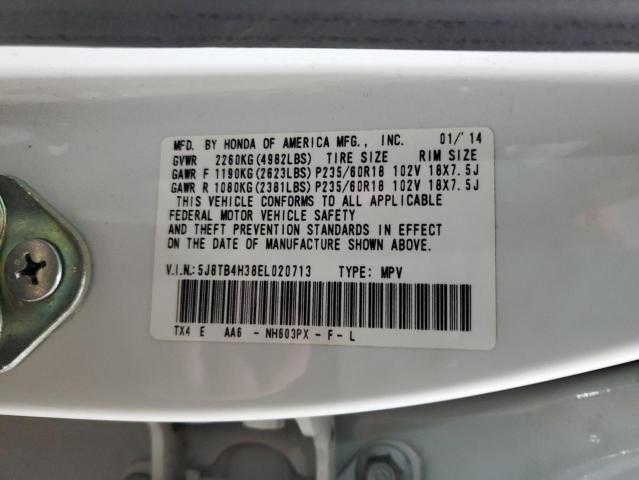 MFD. BY HONDA OF AMERICA MFG., INC. 01/'14
GVWR 2260KG(4982LBS) TIRE SIZE RIM SIZE
GAWR F 1190KG(2623LBS) P235/60R18 102V 18X7.5J
GAWR R 1080KG(2381LBS) P235/60R18 102V 18X7.5J
THIS VEHICLE CONFORMS TO ALL APPLICABLE
FEDERAL MOTOR VEHICLE SAFETY
AND THEFT PREVENTION STANDARDS IN EFFECT
ON THE DATE OF MANUFACTURE SHOWN ABOVE.
V.I.N.:5J8TB4H38EL020713 TYPE: MPV
TX4 E AA6 - NH603PX - F - L